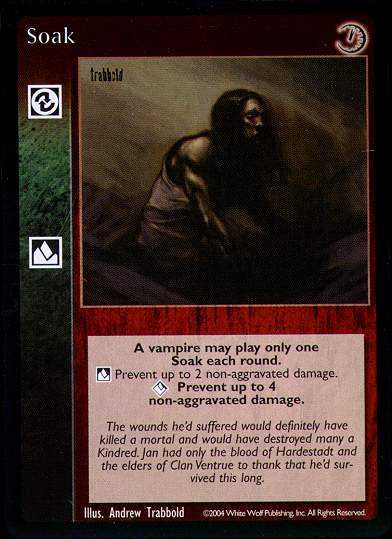 Soak
trabbold
A vampire may play only one
Soak each round.
Prevent up to 2 non-aggravated damage.
Prevent up to 4
non-aggravated damage.
The wounds he'd suffered would definitely have
killed a mortal and would have destroyed many a
Kindred. Jan had only the blood of Hardestadt and
the elders of Clan Ventrue to thank that he'd sur-
vived this long.
Illus. Andrew Trabbold
©2004 White Wolf Publishing, Inc. All Rights Reserved.